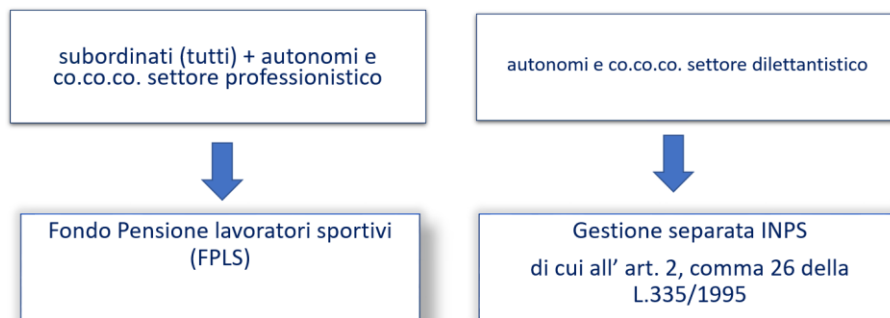 subordinati (tutti) + autonomi e
co.co.co. settore professionistico
autonomi e co.co.co. settore dilettantistico
Fondo Pensione lavoratori sportivi
(FPLS)
Gestione separata INPS
di cui all’ art. 2, comma 26 della
L.335/1995